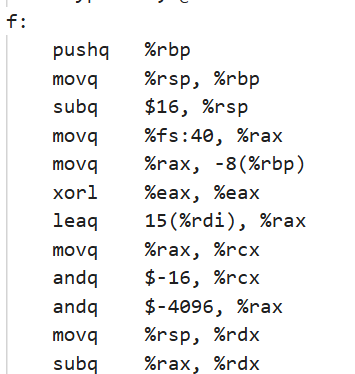 f:
pushq %rbp
movq %rsp, %rbp
subq $16, %rsp
movq %fs:40, %rax
movq %rax, -8(%rbp)
xorl %eax, %eax
leaq 15(%rdi), %rax
movq %rax, %rcx
andq $-16, %rcx
andq $-4096, %rax
movq %rsp, %rdx
subq %rax, %rdx